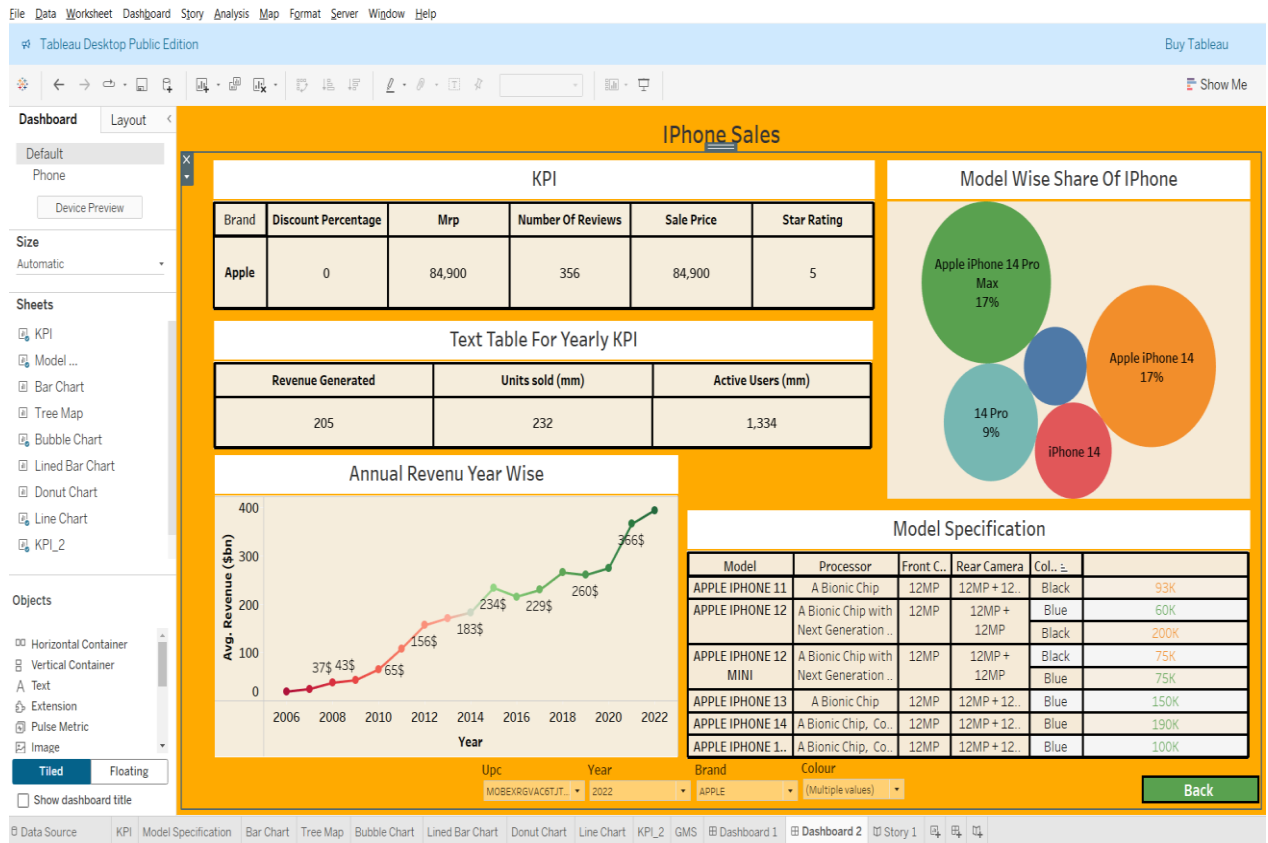 File Data Worksheet Dashboard Story Analysis Map Format Server Window Help
Tableau Desktop Public Edition
Buy Tableau
Show Me
Dashboard Layout
Default
Phone
Device Preview
Size
Automatic
Sheets
KPI
Model ...
Bar Chart
Tree Map
Bubble Chart
Lined Bar Chart
Donut Chart
Line Chart
KPI_2
Objects
Horizontal Container
Vertical Container
Text
Extension
Pulse Metric
Image
Tiled Floating
Show dashboard title
IPhone Sales
KPI
Brand Discount Percentage Mrp Number Of Reviews Sale Price Star Rating
Apple 0 84,900 356 84,900 5
Text Table For Yearly KPI
Revenue Generated Units sold (mm) Active Users (mm)
205 232 1,334
Annual Revenu Year Wise
Avg. Revenue ($bn)
400
300
200
100
0
37$ 43$ 65$ 156$ 183$ 234$ 229$ 260$ 366$
2006 2008 2010 2012 2014 2016 2018 2020 2022
Year
Model Wise Share Of IPhone
Apple iPhone 14 Pro
Max
17%
Apple iPhone 14
17%
14 Pro
9%
iPhone 14
Model Specification
Model Processor Front C.. Rear Camera Col..
APPLE IPHONE 11 A Bionic Chip 12MP 12MP + 12.. Black 93K
APPLE IPHONE 12 A Bionic Chip with 12MP 12MP + Blue 60K
Next Generation .. 12MP Black 200K
APPLE IPHONE 12 A Bionic Chip with 12MP 12MP + Black 75K
MINI Next Generation .. 12MP Blue 75K
APPLE IPHONE 13 A Bionic Chip 12MP 12MP + 12.. Blue 150K
APPLE IPHONE 14 A Bionic Chip, Co.. 12MP 12MP + 12.. Blue 190K
APPLE IPHONE 1.. A Bionic Chip, Co.. 12MP 12MP + 12.. Blue 100K
Upc Year Brand Colour
MOBEXRGVAC6TJT... 2022 APPLE (Multiple values)
Back
Data Source KPI Model Specification Bar Chart Tree Map Bubble Chart Lined Bar Chart Donut Chart Line Chart KPI_2 GMS Dashboard 1 Dashboard 2 Story 1